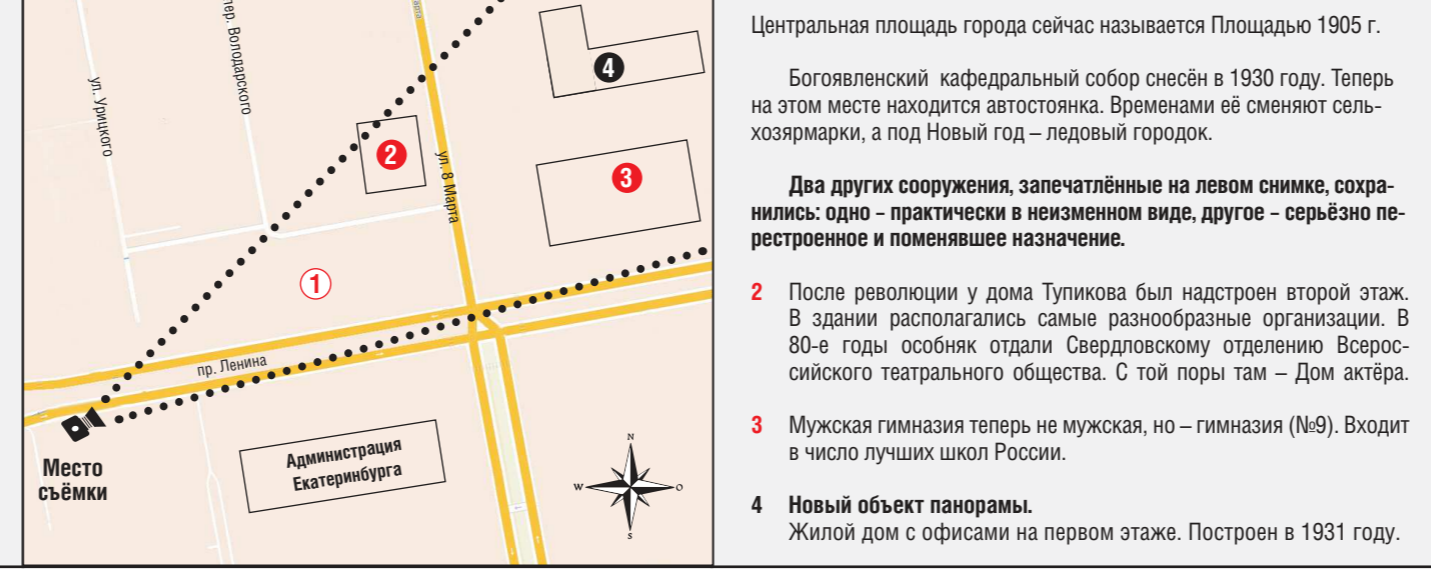 пер. Володарского
ул. Урицкого
ул. 8 Марта
пр. Ленина
1
2
3
4
Место
съёмки
Администрация
Екатеринбурга
N
W
O
S
Центральная площадь города сейчас называется Площадью 1905 г.
Богоявленский кафедральный собор снесён в 1930 году. Теперь
на этом месте находится автостоянка. Временами её сменяют сель-
хозярмарки, а под Новый год – ледовый городок.
Два других сооружения, запечатлённые на левом снимке, сохра-
нились: одно – практически в неизменном виде, другое – серьёзно пе-
рестроенное и поменявшее назначение.
2 После революции у дома Тупикова был надстроен второй этаж.
В здании располагались самые разнообразные организации. В
80-е годы особняк отдали Свердловскому отделению Всерос-
сийского театрального общества. С той поры там – Дом актёра.
3 Мужская гимназия теперь не мужская, но – гимназия (№9). Входит
в число лучших школ России.
4 Новый объект панорамы.
Жилой дом с офисами на первом этаже. Построен в 1931 году.